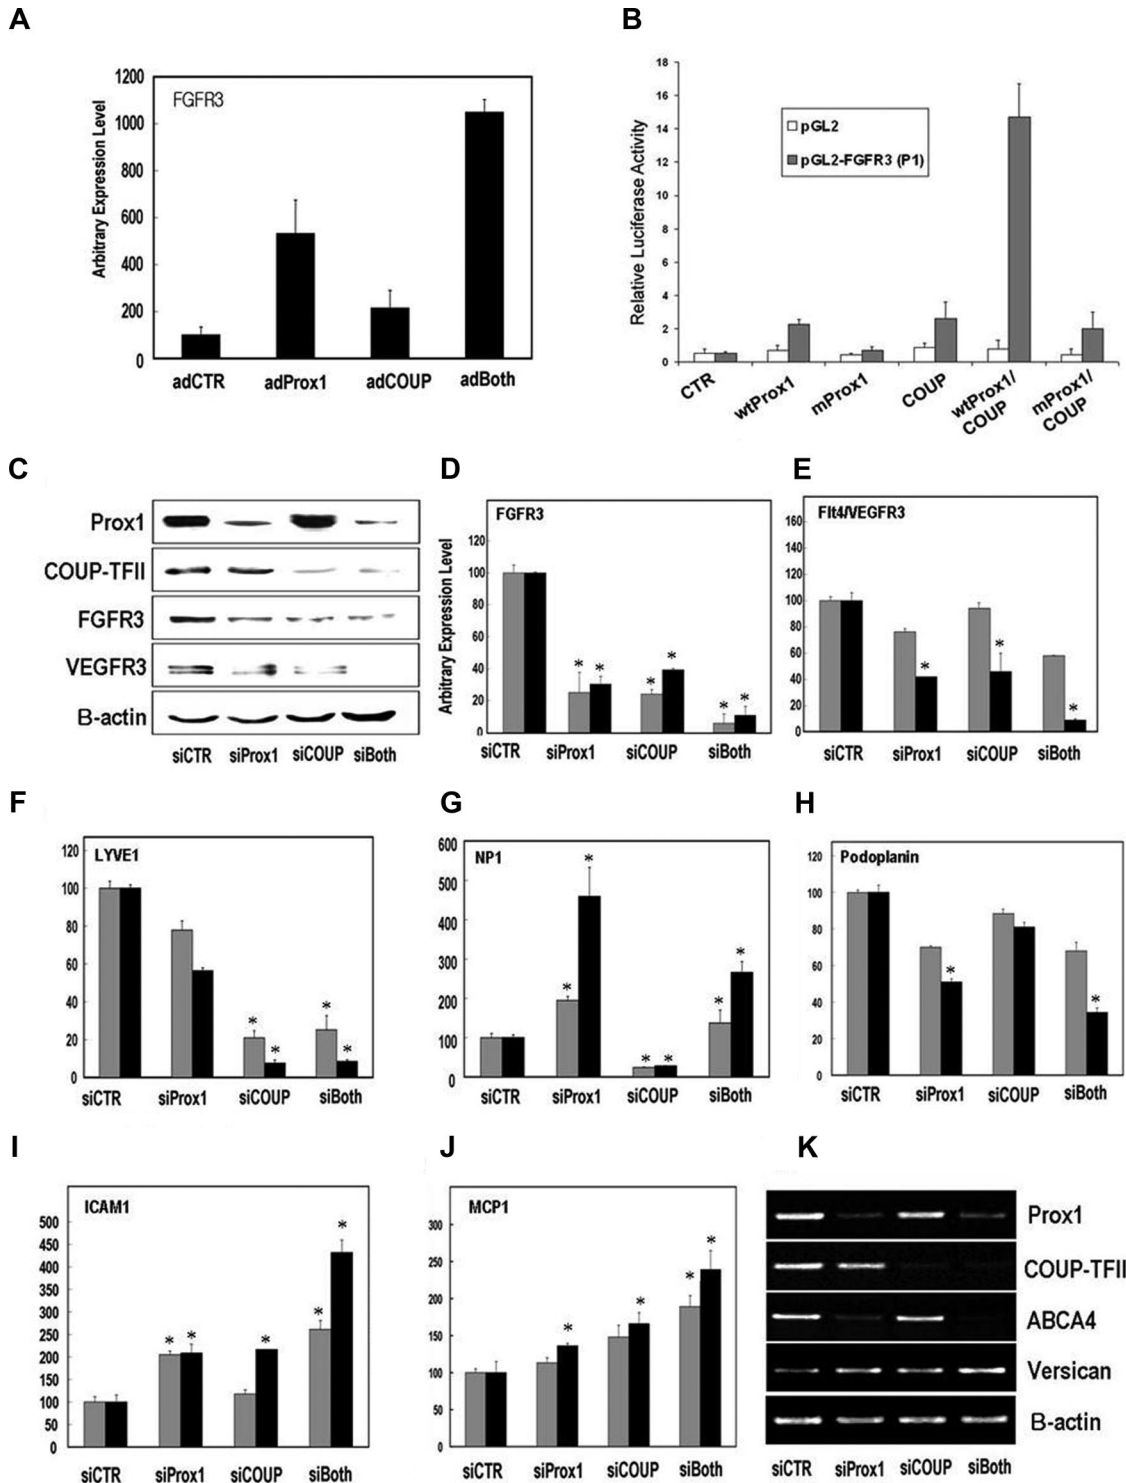 A
FGFR3
Arbitrary Expression Level
1200
1000
800
600
400
200
0
adCTR adProx1 adCOUP adBoth
B
Relative Luciferase Activity
18
16
14
12
10
8
6
4
2
0
pGL2
pGL2-FGFR3 (P1)
CTR
wtProx1
mProx1
COUP
wtProx1/
COUP
mProx1/
COUP
C
Prox1
COUP-TFII
FGFR3
VEGFR3
B-actin
siCTR siProx1 siCOUP siBoth
D
FGFR3
Arbitrary Expression Level
120
100
80
60
40
20
0
* * * * * *
siCTR siProx1 siCOUP siBoth
E
Flt4/VEGFR3
160
140
120
100
80
60
40
20
0
* * *
siCTR siProx1 siCOUP siBoth
F
LYVE1
120
100
80
60
40
20
0
* * * *
siCTR siProx1 siCOUP siBoth
G
NP1
600
500
400
300
200
100
0
* * * * * *
siCTR siProx1 siCOUP siBoth
H
Podoplanin
120
100
80
60
40
20
0
* *
siCTR siProx1 siCOUP siBoth
I
ICAM1
500
450
400
350
300
250
200
150
100
50
0
* * * * *
siCTR siProx1 siCOUP siBoth
J
MCP1
300
250
200
150
100
50
0
* * * *
siCTR siProx1 siCOUP siBoth
K
Prox1
COUP-TFII
ABCA4
Versican
B-actin
siCTR siProx1 siCOUP siBoth